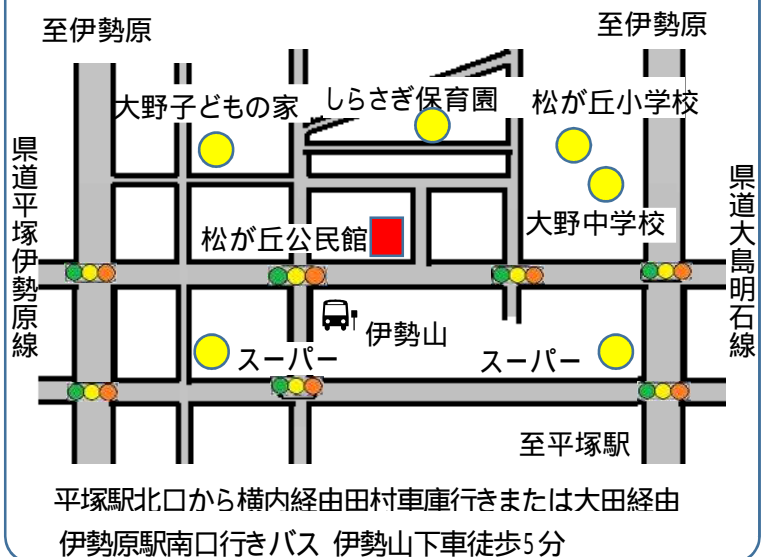 至伊勢原
至伊勢原
大野子どもの家
しらさぎ保育園
松が丘小学校
県道平塚伊勢原線
県道大島明石線
大野中学校
松が丘公民館
伊勢山
スーパー
スーパー
至平塚駅
平塚駅北口から横内経由田村車庫行きまたは大田経由
伊勢原駅南口行きバス 伊勢山下車徒歩5分